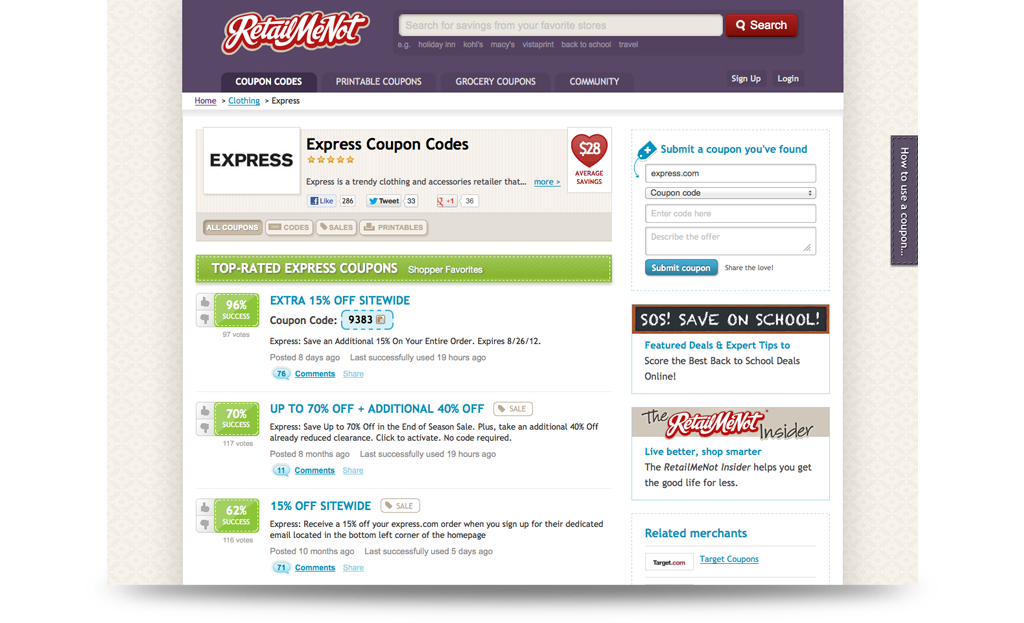 RetailMeNot
Search for savings from your favorite stores
Search
e.g. holiday inn kohl's macy's vistaprint back to school travel
COUPON CODES
PRINTABLE COUPONS
GROCERY COUPONS
COMMUNITY
Sign Up
Login
Home > Clothing > Express
EXPRESS
Express Coupon Codes
Express is a trendy clothing and accessories retailer that... more >
Like 286 Tweet 33 +1 36
$28
AVERAGE
SAVINGS
ALL COUPONS CODES SALES PRINTABLES
TOP-RATED EXPRESS COUPONS Shopper Favorites
96%
SUCCESS
97 votes
EXTRA 15% OFF SITEWIDE
Coupon Code: 9383
Express: Save an Additional 15% On Your Entire Order. Expires 8/26/12.
Posted 8 days ago Last successfully used 19 hours ago
76 Comments Share
70%
SUCCESS
117 votes
UP TO 70% OFF + ADDITIONAL 40% OFF SALE
Express: Save Up to 70% Off in the End of Season Sale. Plus, take an additional 40% Off
already reduced clearance. Click to activate. No code required.
Posted 8 months ago Last successfully used 19 hours ago
11 Comments Share
62%
SUCCESS
116 votes
15% OFF SITEWIDE SALE
Express: Receive a 15% off your express.com order when you sign up for their dedicated
email located in the bottom left corner of the homepage
Posted 10 months ago Last successfully used 5 days ago
71 Comments Share
Submit a coupon you've found
express.com
Coupon code
Enter code here
Describe the offer
Submit coupon Share the love!
SOS! SAVE ON SCHOOL!
Featured Deals & Expert Tips to
Score the Best Back to School Deals
Online!
The RetailMeNot Insider
Live better, shop smarter
The RetailMeNot Insider helps you get
the good life for less.
Related merchants
Target.com Target Coupons
How to use a coupon...